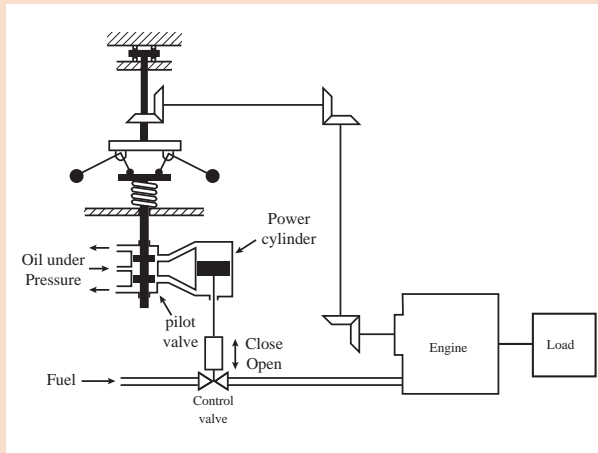 Power
cylinder
Oil under
Pressure
pilot
valve
Close
Open
Engine
Load
Fuel
Control
valve